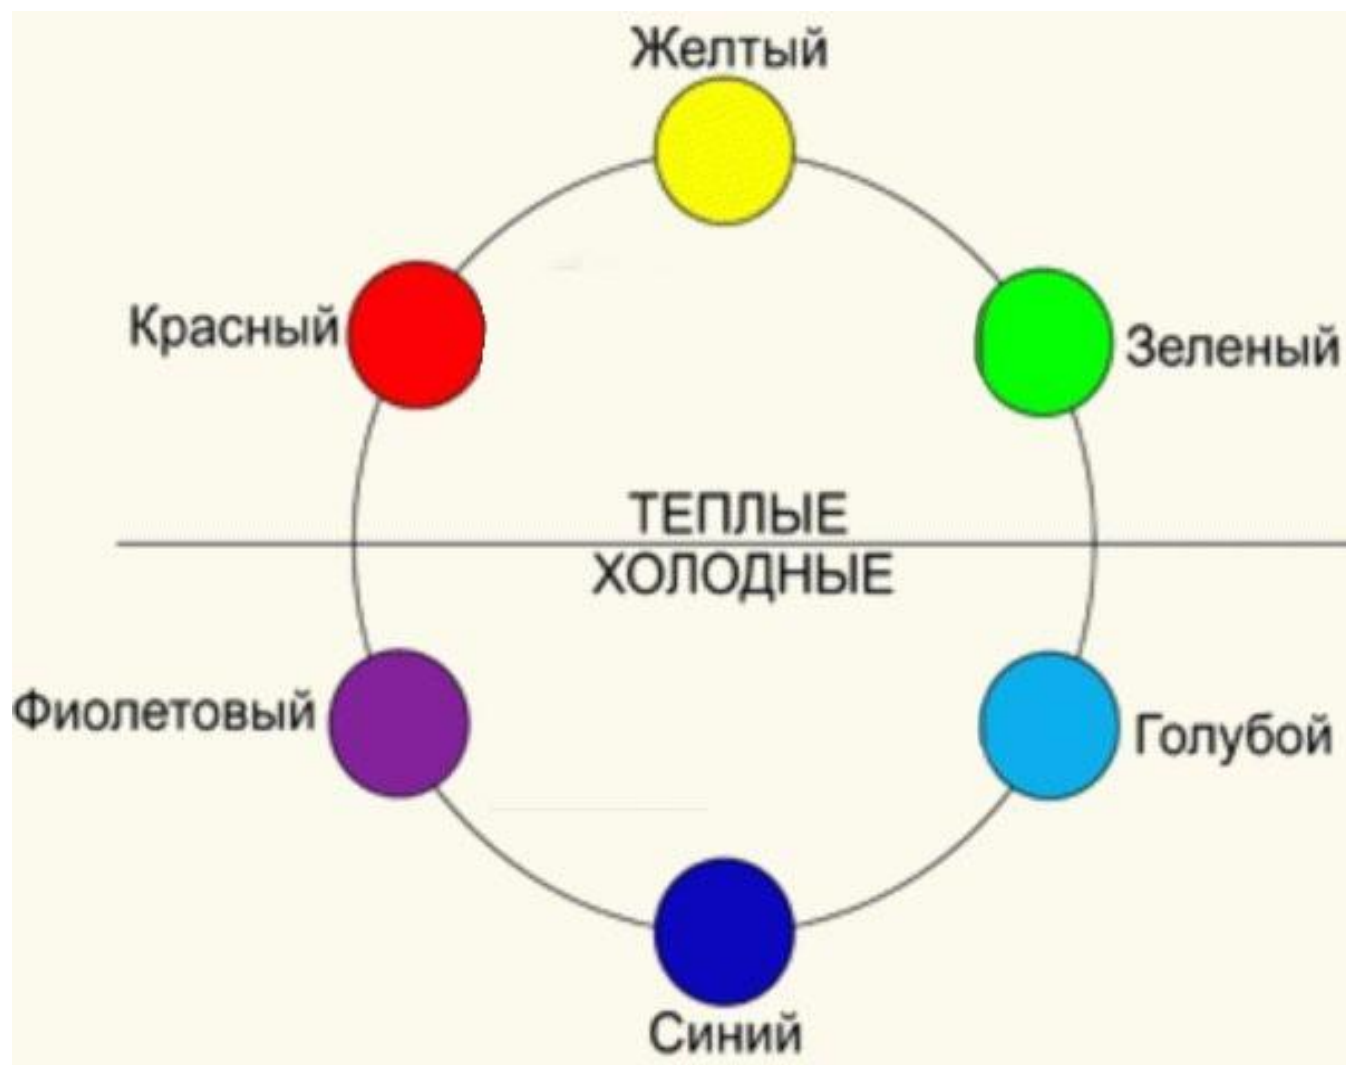 Желтый
Красный
Зеленый
ТЕПЛЫЕ
ХОЛОДНЫЕ
Фиолетовый
Голубой
Синий